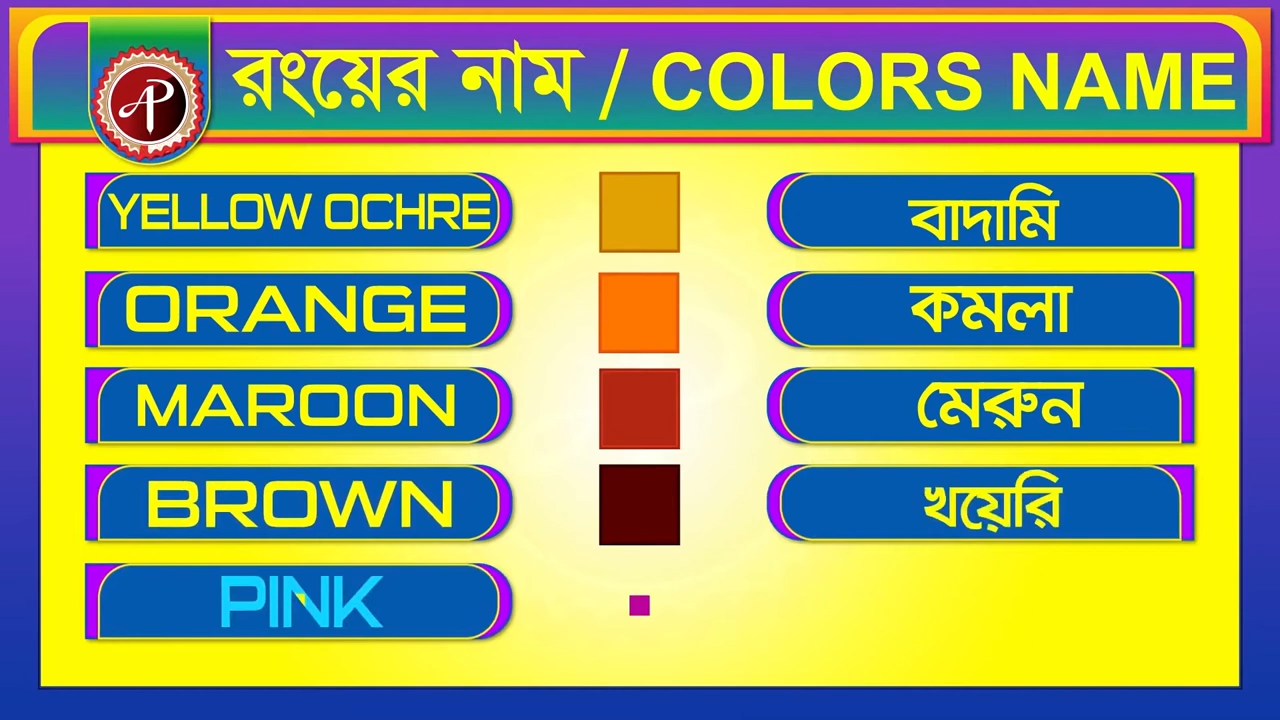 রংয়ের নাম / COLORS NAME
YELLOW OCHRE বাদামি
ORANGE কমলা
MAROON মেরুন
BROWN খয়েরি
PINK